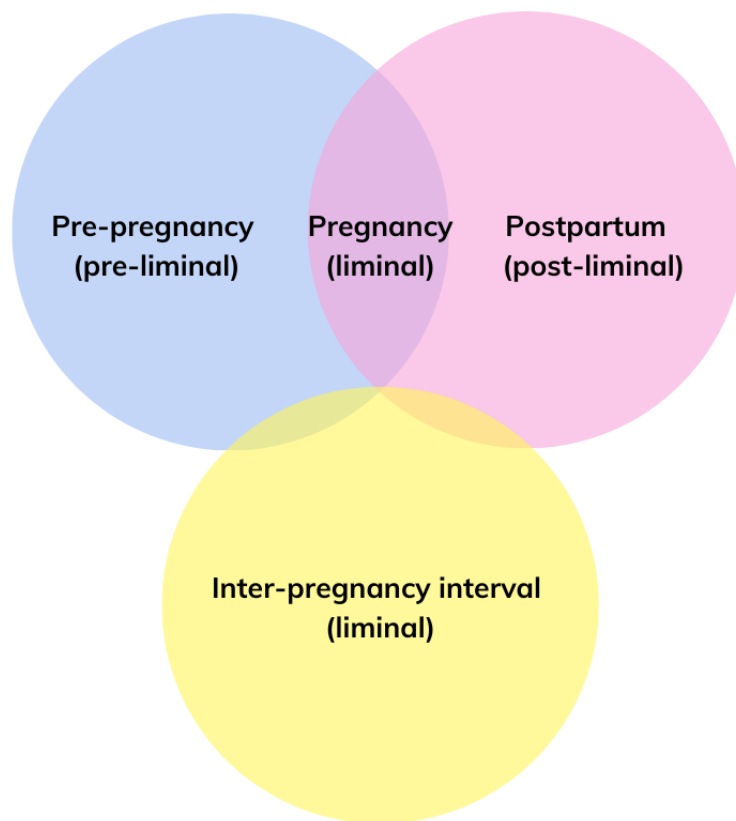 Pre-pregnancy
(pre-liminal)
Pregnancy
(liminal)
Postpartum
(post-liminal)
Inter-pregnancy interval
(liminal)